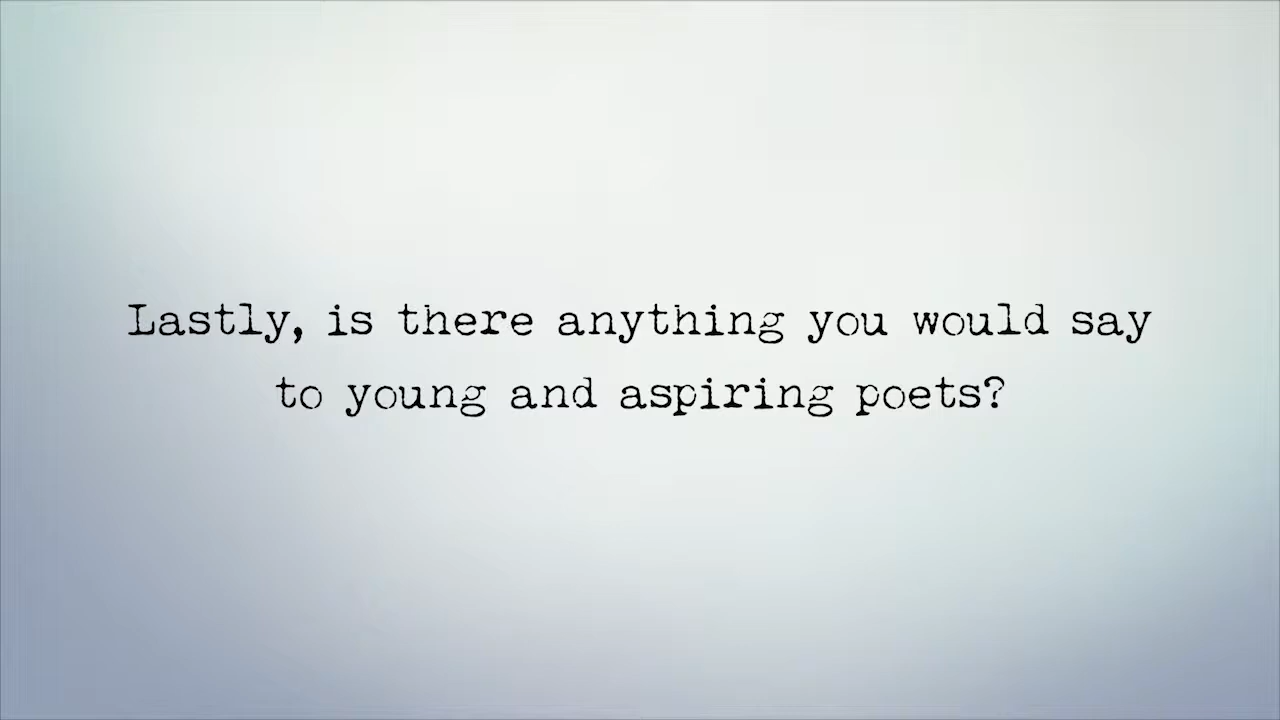 Lastly, is there anything you would say
to young and aspiring poets?